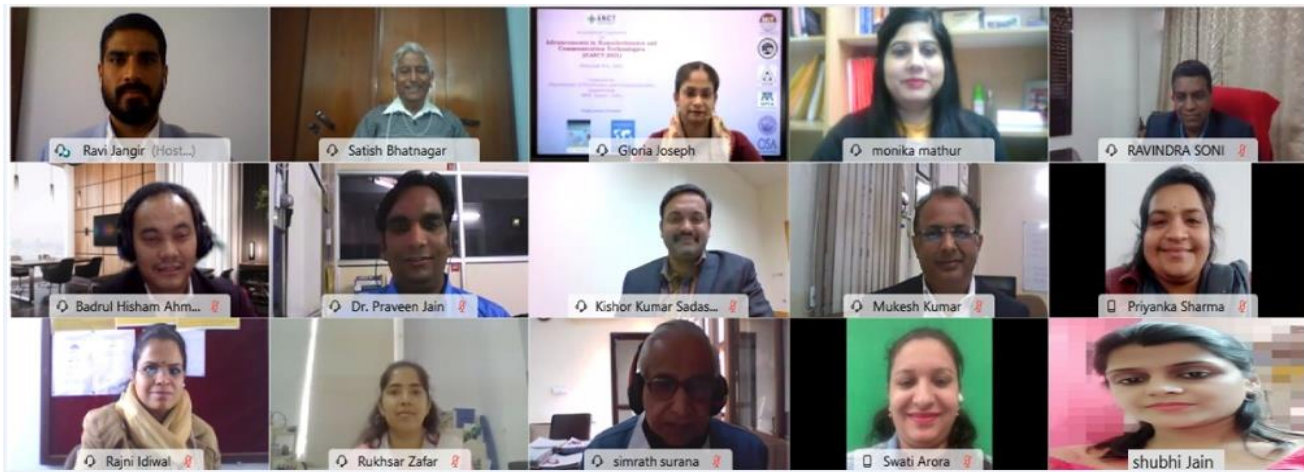 Ravi Jangir (Host...)
Satish Bhatnagar
Gloria Joseph
monika mathur
RAVINDRA SONI
Badrul Hisham Ahm...
Dr. Praveen Jain
Kishor Kumar Sadas...
Mukesh Kumar
Priyanka Sharma
Rajni Idiwal
Rukhsar Zafar
simrath surana
Swati Arora
shubhi Jain
OSA